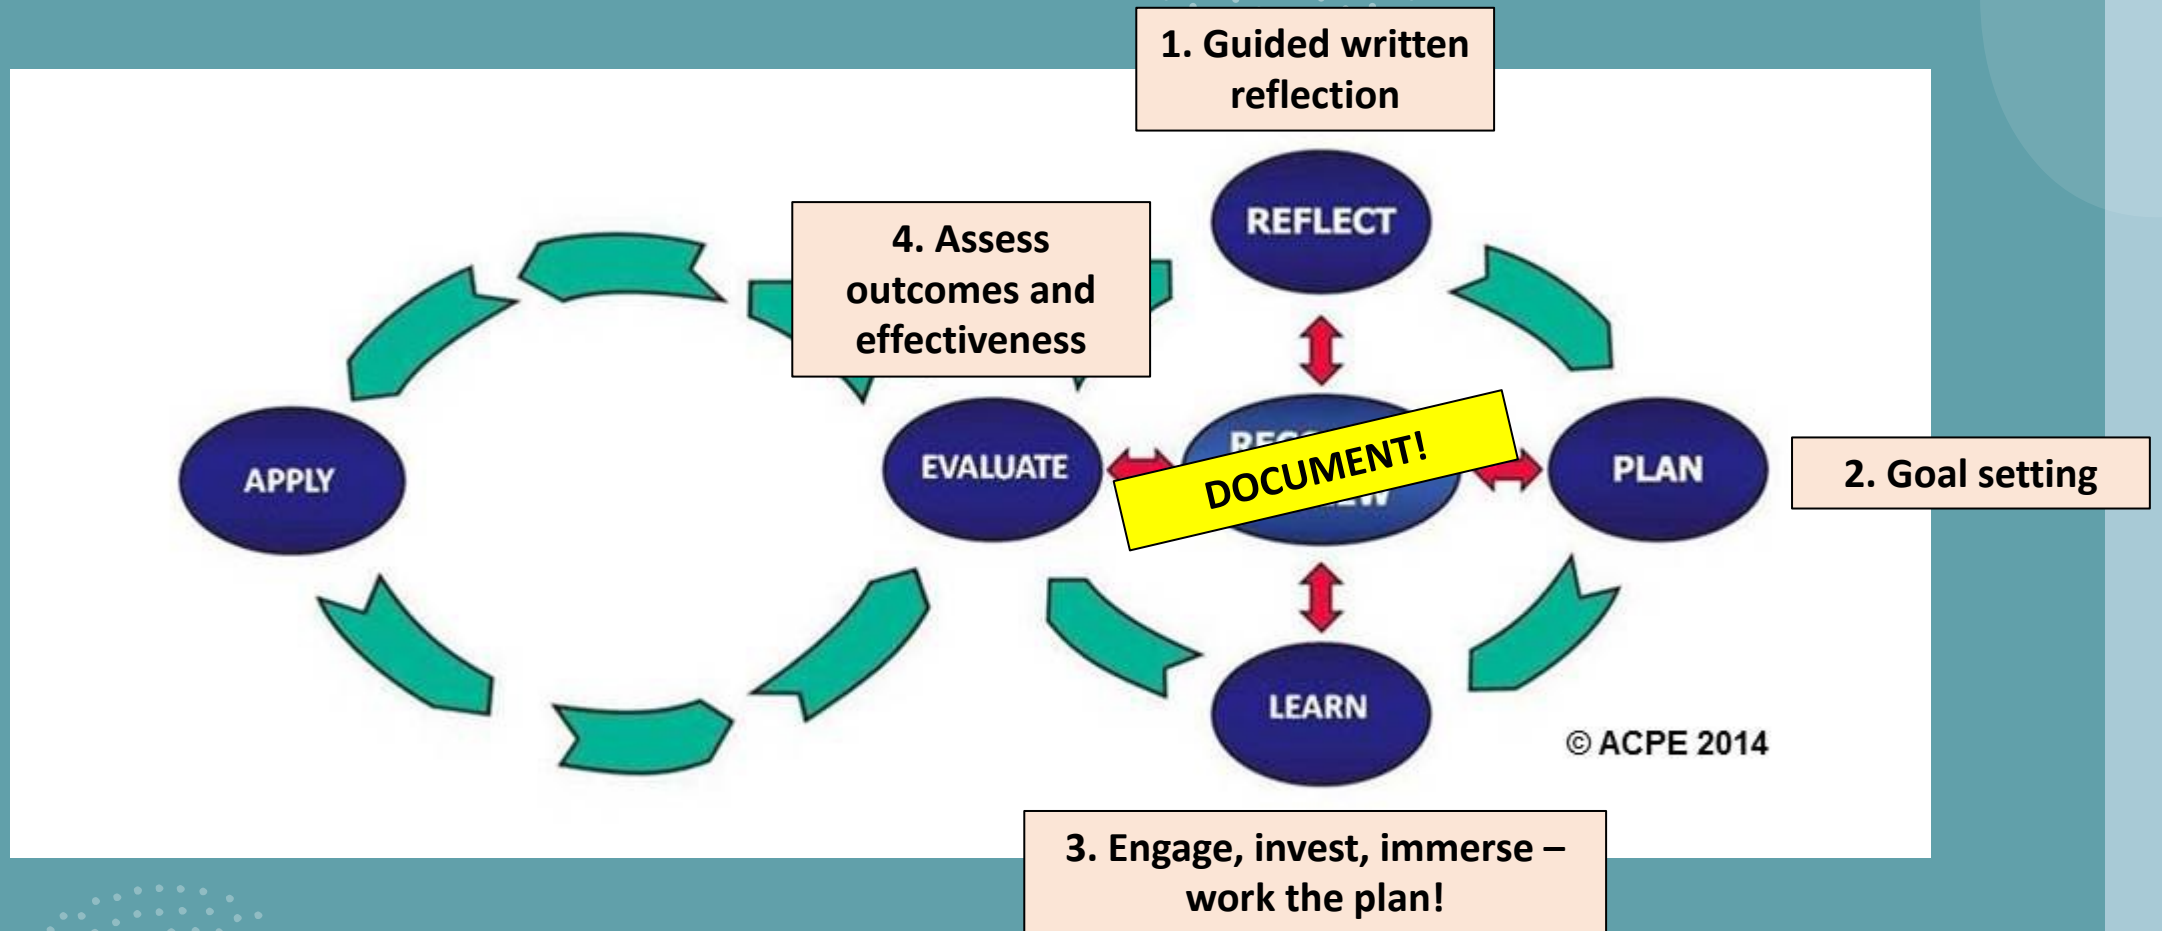 1. Guided written
reflection
REFLECT
4. Assess
outcomes and
effectiveness
APPLY
EVALUATE
DOCUMENT!
PLAN
2. Goal setting
LEARN
© ACPE 2014
3. Engage, invest, immerse –
work the plan!